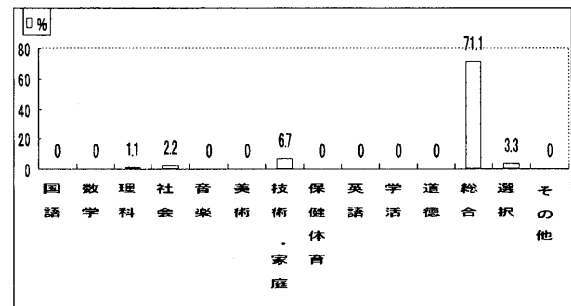 %
80
60
40
20
0
0 0 1.1 2.2 0 0 6.7 0 0 0 0 71.1 3.3 0
国語
数学
理科
社会
音楽
美術
技術・家庭
保健体育
英語
学活
道徳
総合
選択
その他